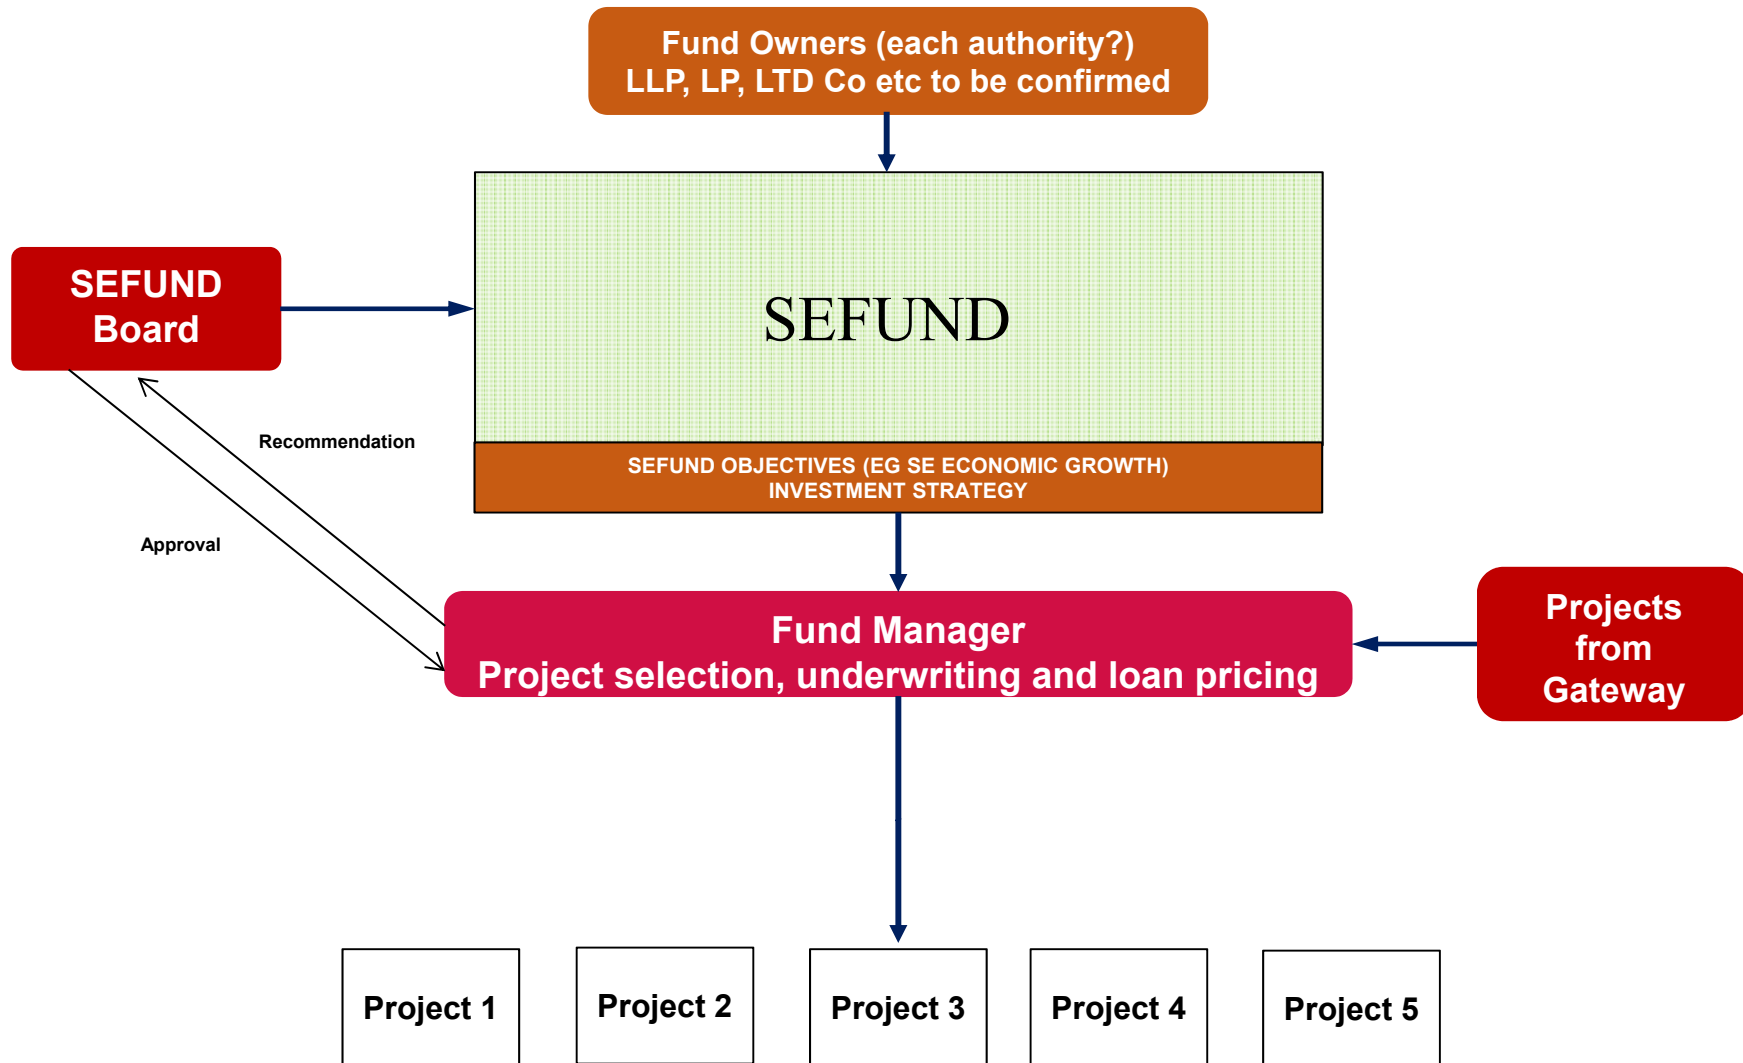 Fund Owners (each authority?)
LLP, LP, LTD Co etc to be confirmed
SEFUND
Board
SEFUND
Recommendation
SEFUND OBJECTIVES (EG SE ECONOMIC GROWTH)
INVESTMENT STRATEGY
Approval
Fund Manager
Project selection, underwriting and loan pricing
Projects
from
Gateway
Project 1
Project 2
Project 3
Project 4
Project 5